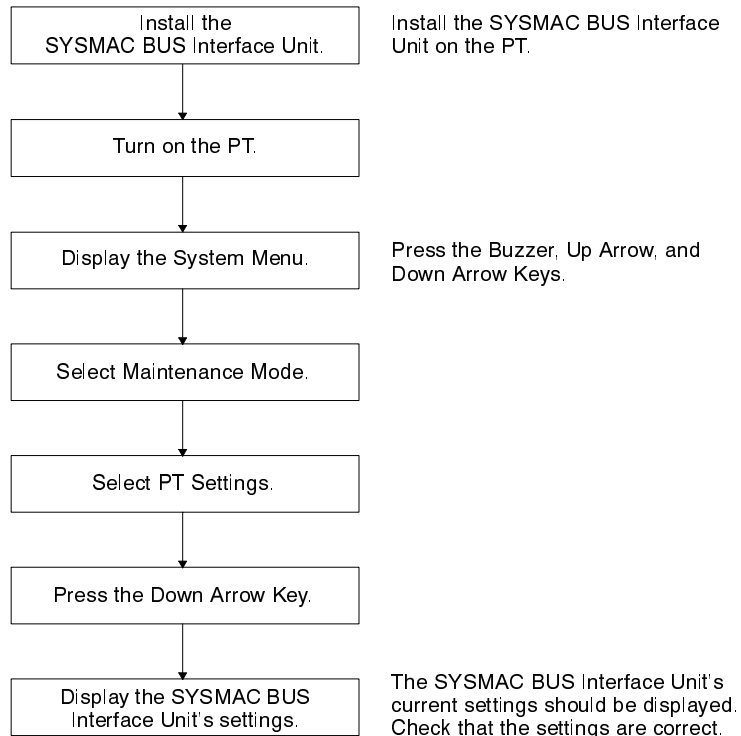 Install the
SYSMAC BUS Interface Unit.
Install the SYSMAC BUS Interface
Unit on the PT.
Turn on the PT.
Display the System Menu.
Press the Buzzer, Up Arrow, and
Down Arrow Keys.
Select Maintenance Mode.
Select PT Settings.
Press the Down Arrow Key.
Display the SYSMAC BUS
Interface Unit's settings.
The SYSMAC BUS Interface Unit's
current settings should be displayed.
Check that the settings are correct.